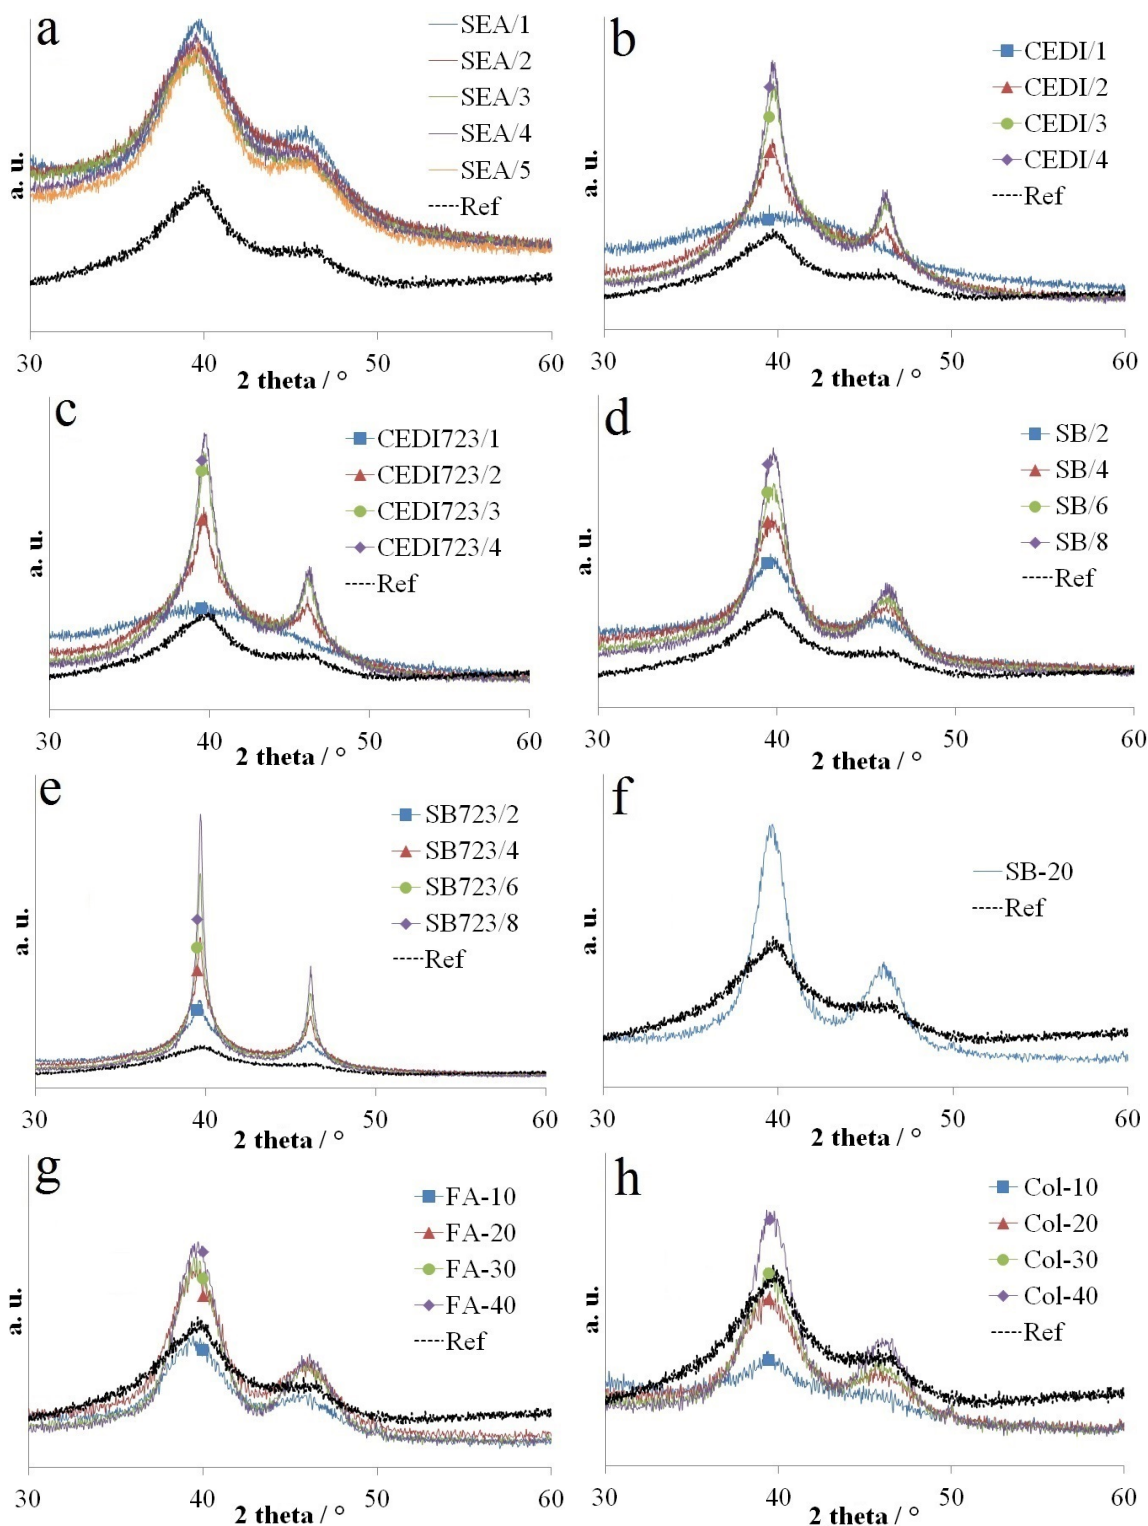 a
SEA/1
SEA/2
SEA/3
SEA/4
SEA/5
Ref
a. u.
30 40 50 60
2 theta / °
b
CEDI/1
CEDI/2
CEDI/3
CEDI/4
Ref
a. u.
30 40 50 60
2 theta / °
c
CEDI723/1
CEDI723/2
CEDI723/3
CEDI723/4
Ref
a. u.
30 40 50 60
2 theta / °
d
SB/2
SB/4
SB/6
SB/8
Ref
a. u.
30 40 50 60
2 theta / °
e
SB723/2
SB723/4
SB723/6
SB723/8
Ref
a. u.
30 40 50 60
2 theta / °
f
SB-20
Ref
a. u.
30 40 50 60
2 theta / °
g
FA-10
FA-20
FA-30
FA-40
Ref
a. u.
30 40 50 60
2 theta / °
h
Col-10
Col-20
Col-30
Col-40
Ref
a. u.
30 40 50 60
2 theta / °